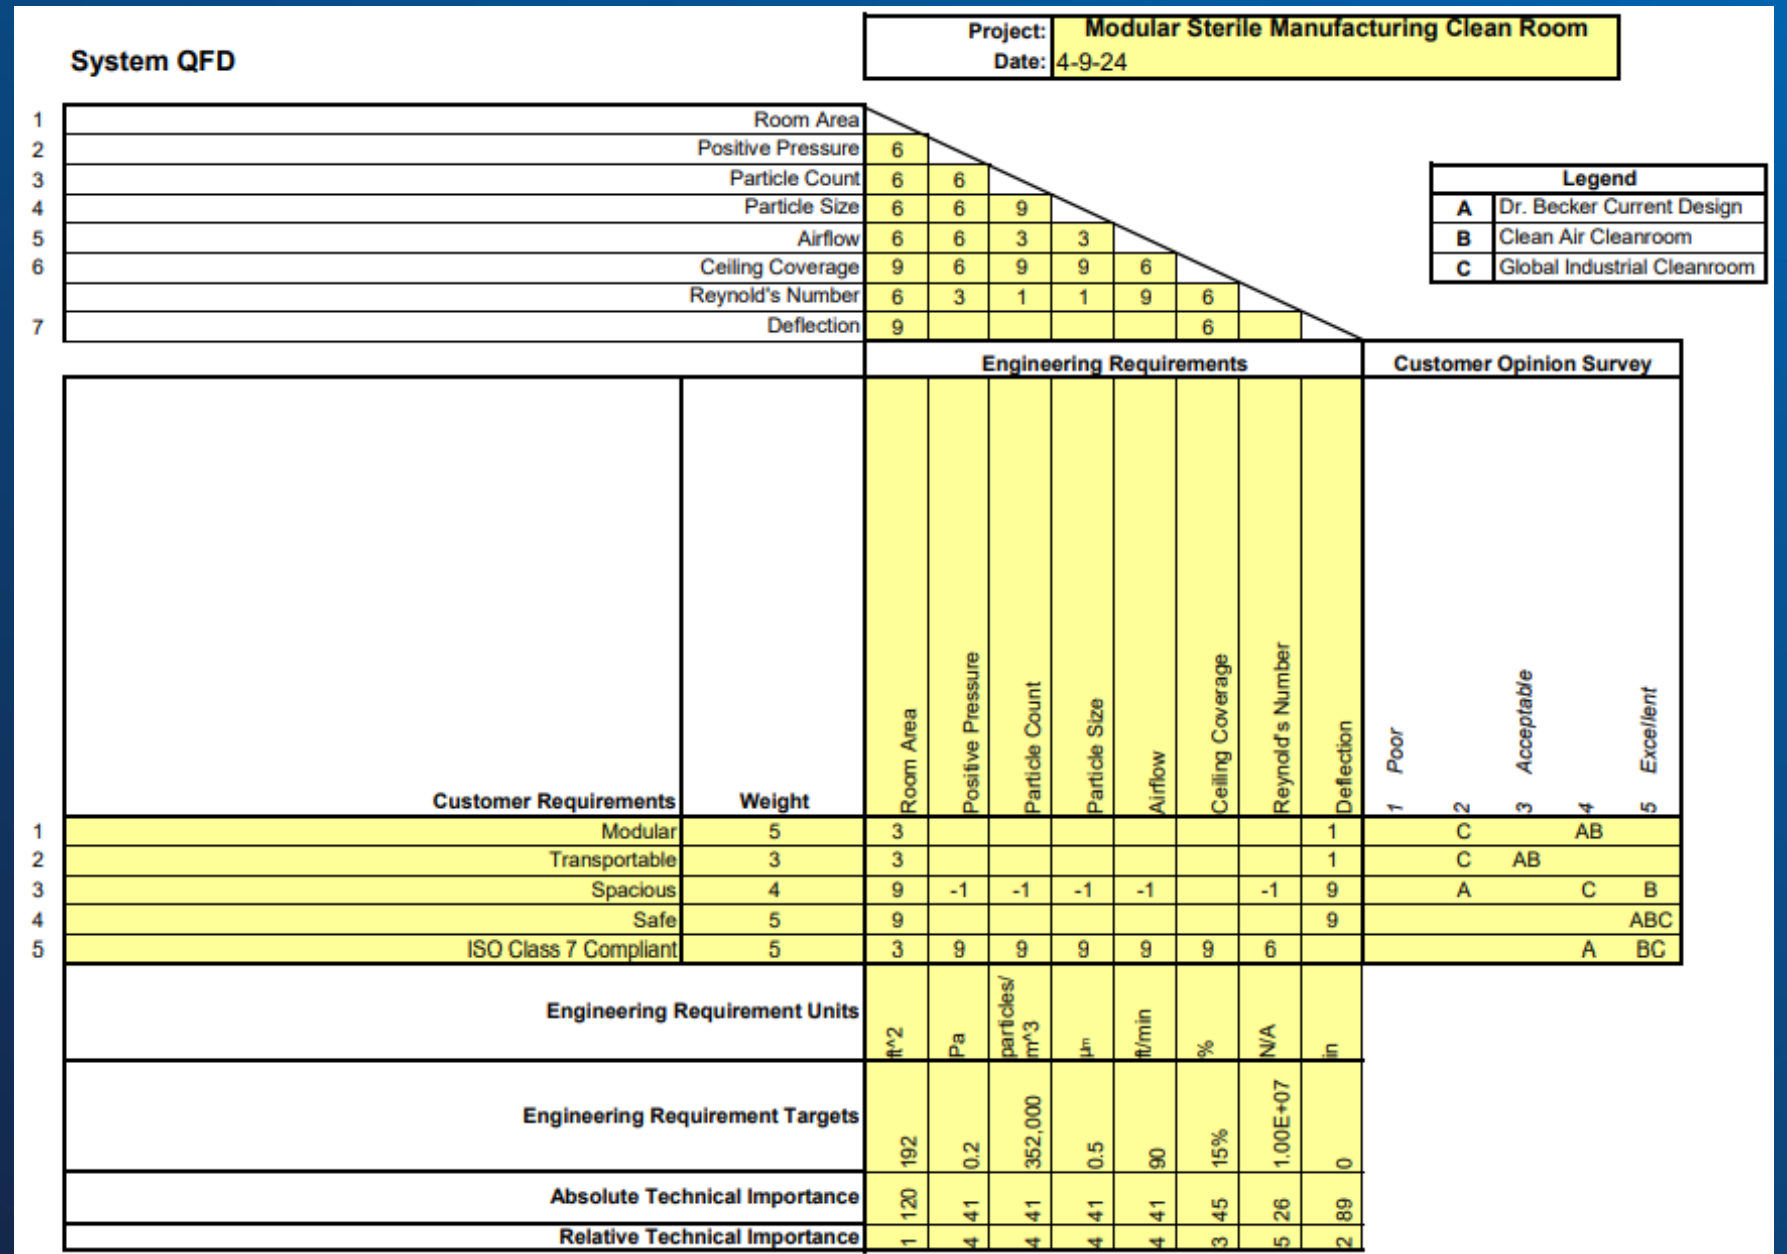 Project: Modular Sterile Manufacturing Clean Room
System QFD
Date: 4-9-24
1 Room Area
2 Positive Pressure 6
3 Particle Count 6 6
4 Particle Size 6 6 9
5 Airflow 6 6 3 3
6 Ceiling Coverage 9 6 9 9 6
Reynold's Number 6 3 1 1 9 6
7 Deflection 9 6
Legend
A Dr. Becker Current Design
B Clean Air Cleanroom
C Global Industrial Cleanroom
Engineering Requirements Customer Opinion Survey
Customer Requirements Weight
Room Area
Positive Pressure
Particle Count
Particle Size
Airflow
Ceiling Coverage
Reynold's Number
Deflection
1 Poor
2
3 Acceptable
4
5 Excellent
1 Modular 5 3 1 C AB
2 Transportable 3 3 1 C AB
3 Spacious 4 9 -1 -1 -1 -1 -1 9 A C B
4 Safe 5 9 9 ABC
5 ISO Class 7 Compliant 5 3 9 9 9 9 9 6 A BC
Engineering Requirement Units ft^2 Pa particles/ m^3 µm ft/min % N/A in
Engineering Requirement Targets 192 0.2 352,000 0.5 90 15% 1.00E+07 0
Absolute Technical Importance 120 41 41 41 41 45 26 89
Relative Technical Importance 1 4 4 4 4 3 5 2